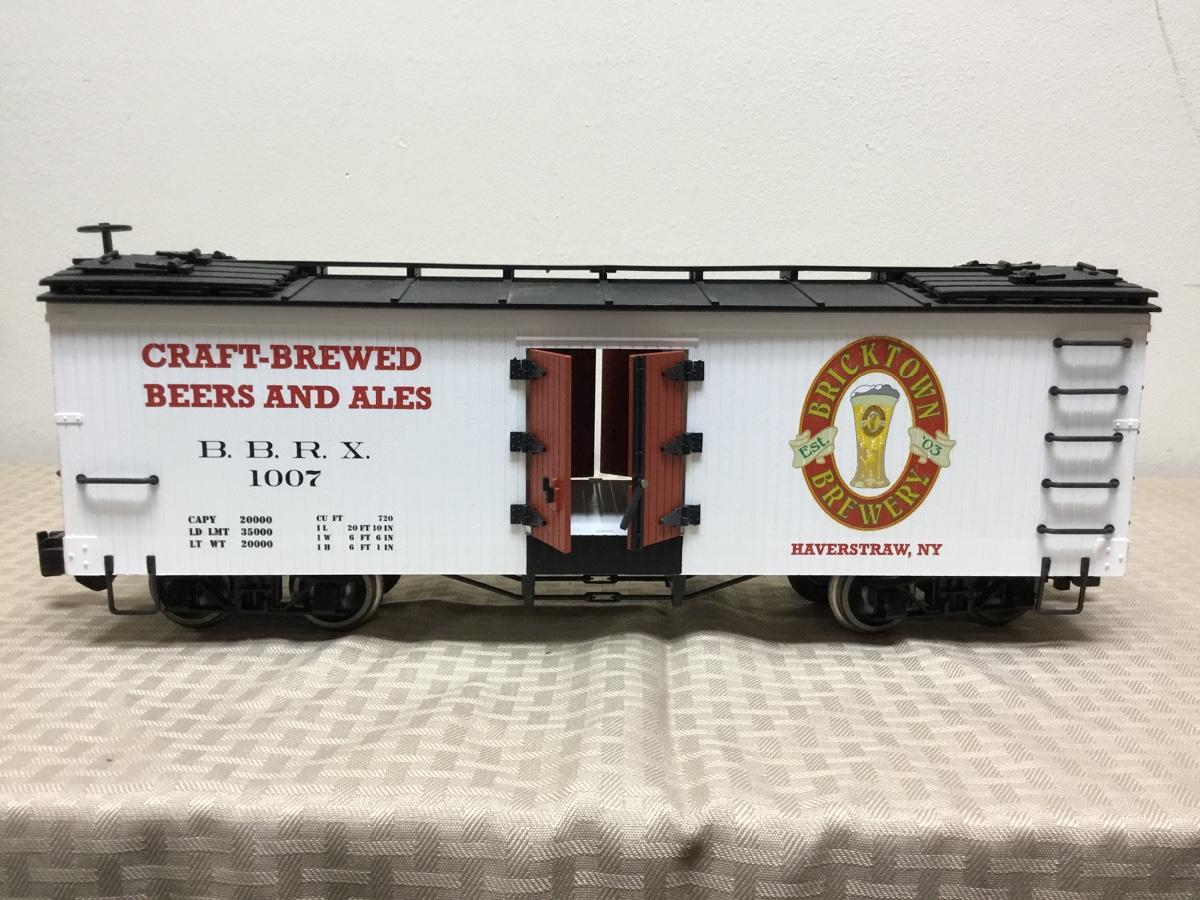 CRAFT-BREWED
BEERS AND ALES
B. B. R. X.
1007
CAPY 20000
LD LMT 35000
LT WT 20000
CU FT 720
I L 20 FT 10 IN
I W 6 FT 6 IN
I H 6 FT 1 IN
BRICKTOWN
Est. '03
BREWERY
HAVERSTRAW, NY